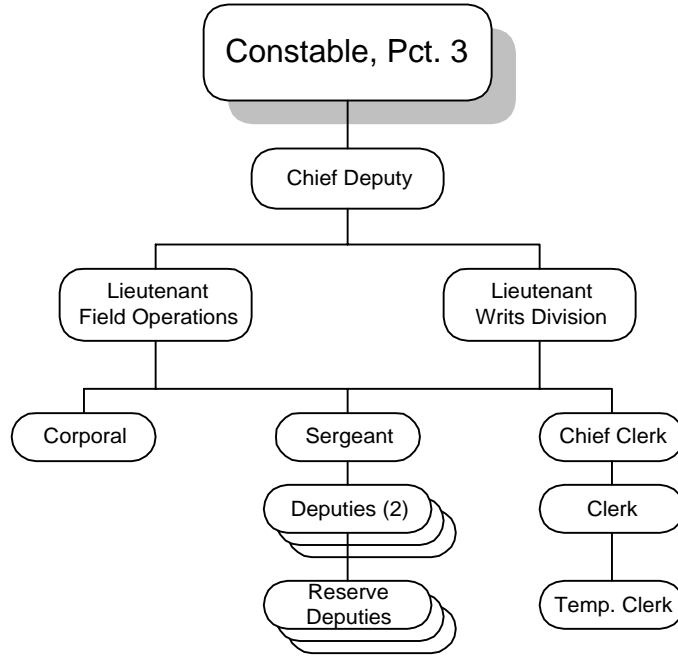 Constable, Pct. 3
Chief Deputy
Lieutenant
Field Operations
Lieutenant
Writs Division
Corporal
Sergeant
Chief Clerk
Deputies (2)
Clerk
Reserve
Deputies
Temp. Clerk